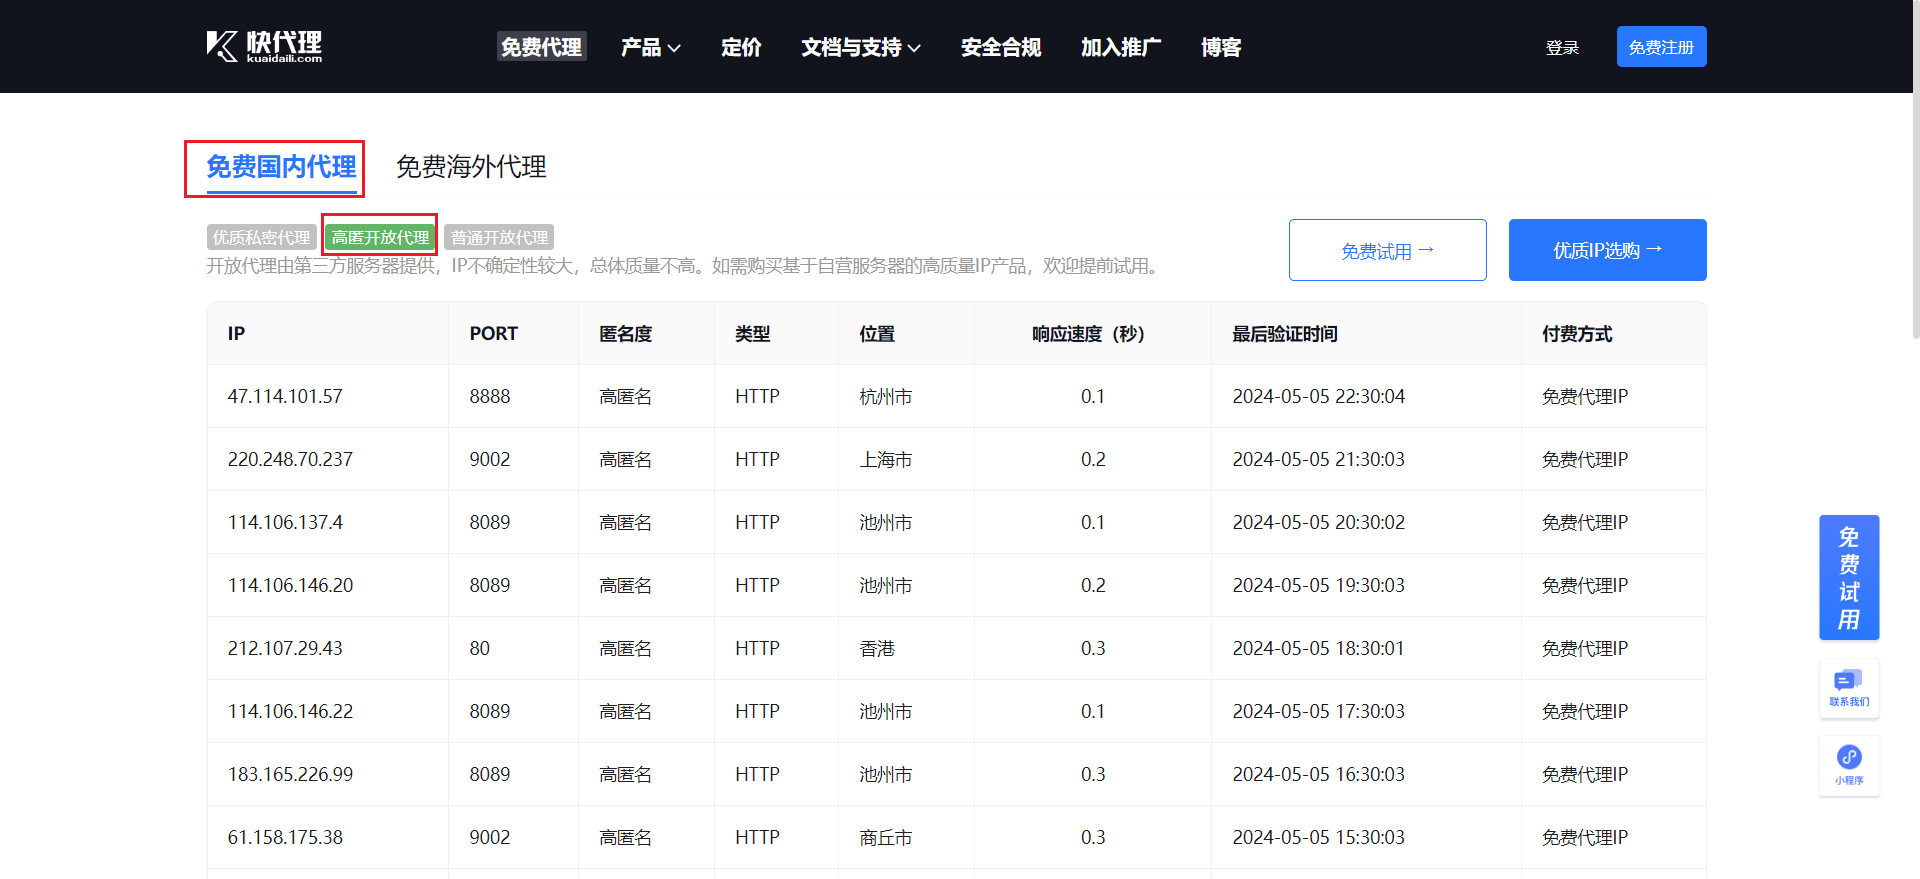 快代理
kuaidaili.com
免费代理 产品 定价 文档与支持 安全合规 加入推广 博客 登录 免费注册
免费国内代理 免费海外代理
优质私密代理 高匿开放代理 普通开放代理
开放代理由第三方服务器提供，IP不确定性较大，总体质量不高。如需购买基于自营服务器的高质量IP产品，欢迎提前试用。
免费试用→ 优质IP选购→
IP PORT 匿名度 类型 位置 响应速度（秒） 最后验证时间 付费方式
47.114.101.57 8888 高匿名 HTTP 杭州市 0.1 2024-05-05 22:30:04 免费代理IP
220.248.70.237 9002 高匿名 HTTP 上海市 0.2 2024-05-05 21:30:03 免费代理IP
114.106.137.4 8089 高匿名 HTTP 池州市 0.1 2024-05-05 20:30:02 免费代理IP
114.106.146.20 8089 高匿名 HTTP 池州市 0.2 2024-05-05 19:30:03 免费代理IP
212.107.29.43 80 高匿名 HTTP 香港 0.3 2024-05-05 18:30:01 免费代理IP
114.106.146.22 8089 高匿名 HTTP 池州市 0.1 2024-05-05 17:30:03 免费代理IP
183.165.226.99 8089 高匿名 HTTP 池州市 0.3 2024-05-05 16:30:03 免费代理IP
61.158.175.38 9002 高匿名 HTTP 商丘市 0.3 2024-05-05 15:30:03 免费代理IP
免费试用
联系我们
小程序